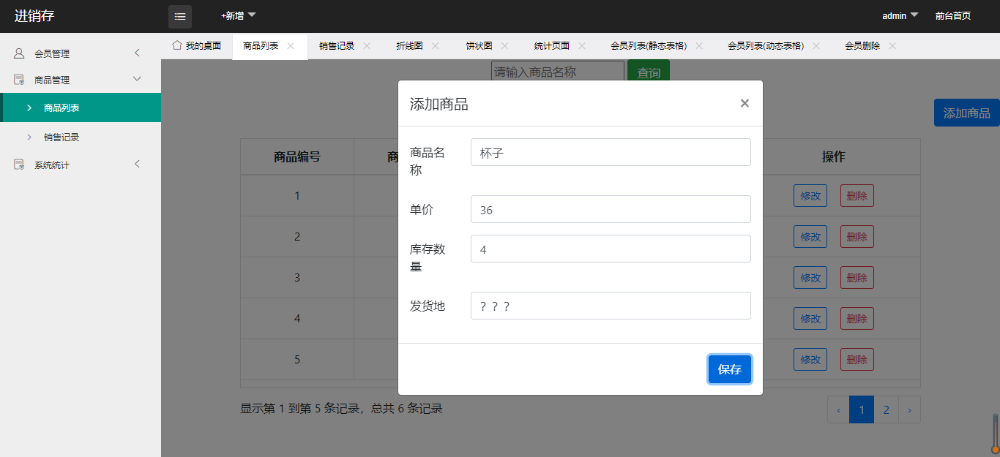 进销存
+新增
admin
前台首页
会员管理
商品管理
商品列表
销售记录
系统统计
我的桌面
商品列表
销售记录
折线图
饼状图
统计页面
会员列表(静态表格)
会员列表(动态表格)
会员删除
请输入商品名称
查询
添加商品
商品编号
商
操作
1
修改
删除
2
修改
删除
3
修改
删除
4
修改
删除
5
修改
删除
显示第 1 到第 5 条记录，总共 6 条记录
‹
1
2
›
添加商品
×
商品名
称
杯子
单价
36
库存数
量
4
发货地
？？？
保存